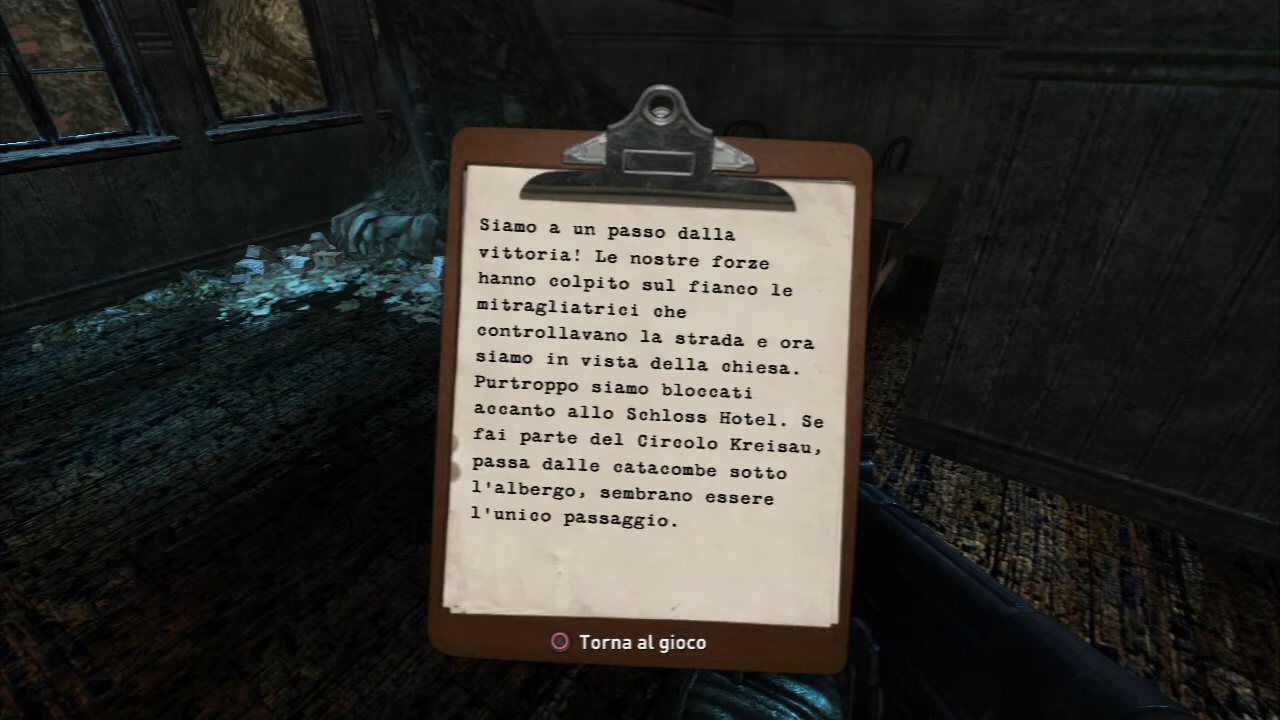 Siamo a un passo dalla
vittoria! Le nostre forze
hanno colpito sul fianco le
mitragliatrici che
controllavano la strada e ora
siamo in vista della chiesa.
Purtroppo siamo bloccati
accanto allo Schloss Hotel. Se
fai parte del Circolo Kreisau,
passa dalle catacombe sotto
l'albergo, sembrano essere
l'unico passaggio.
Torna al gioco